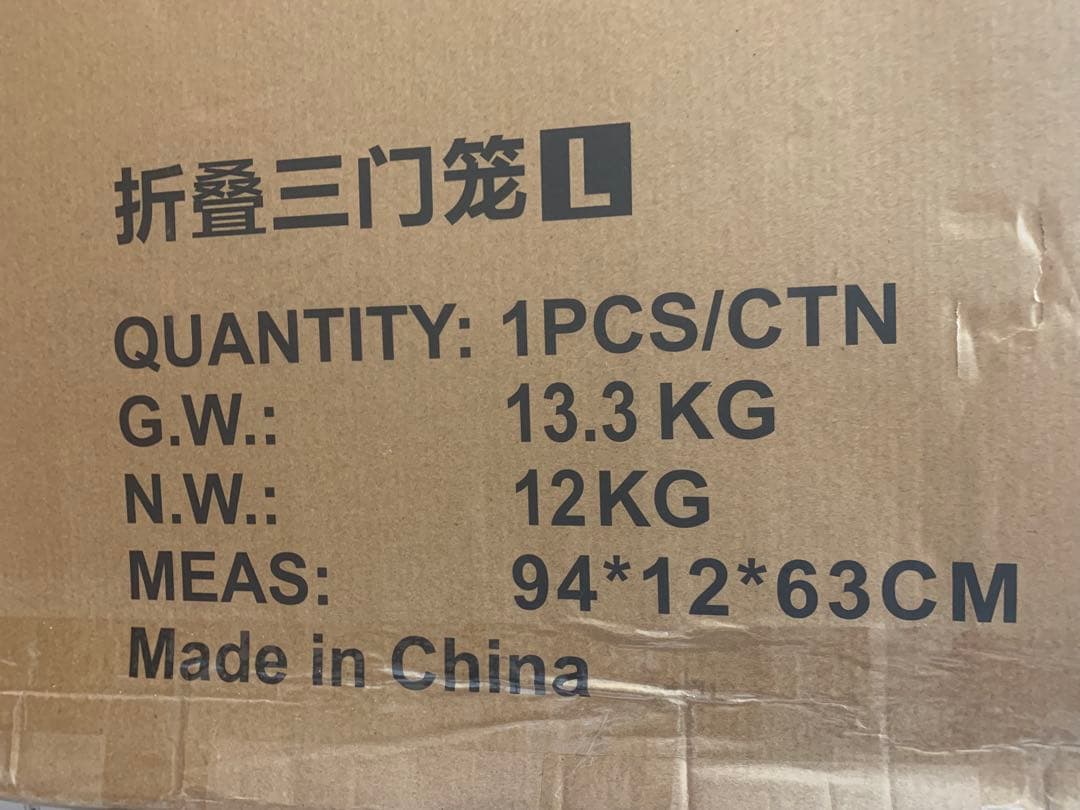 折叠三门笼 L
QUANTITY: 1PCS/CTN
G.W.: 13.3 KG
N.W.: 12KG
MEAS: 94*12*63CM
Made in China